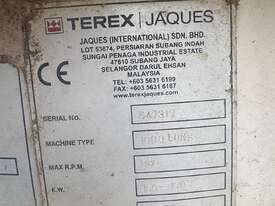 TEREX | JAQUES
JAQUES (INTERNATIONAL) SDN. BHD.
LOT 53674, PERSIARAN SUBANG INDAH
SUNGAI PENAGA INDUSTRIAL ESTATE
47610 SUBANG JAYA
SELANGOR DARUL EHSAN
MALAYSIA
TEL: +603 5631 6199
FAX: +603 5631 6187
www.terexjaques.com
SERIAL NO.
MACHINE TYPE
MAX R.P.M.
K.W.